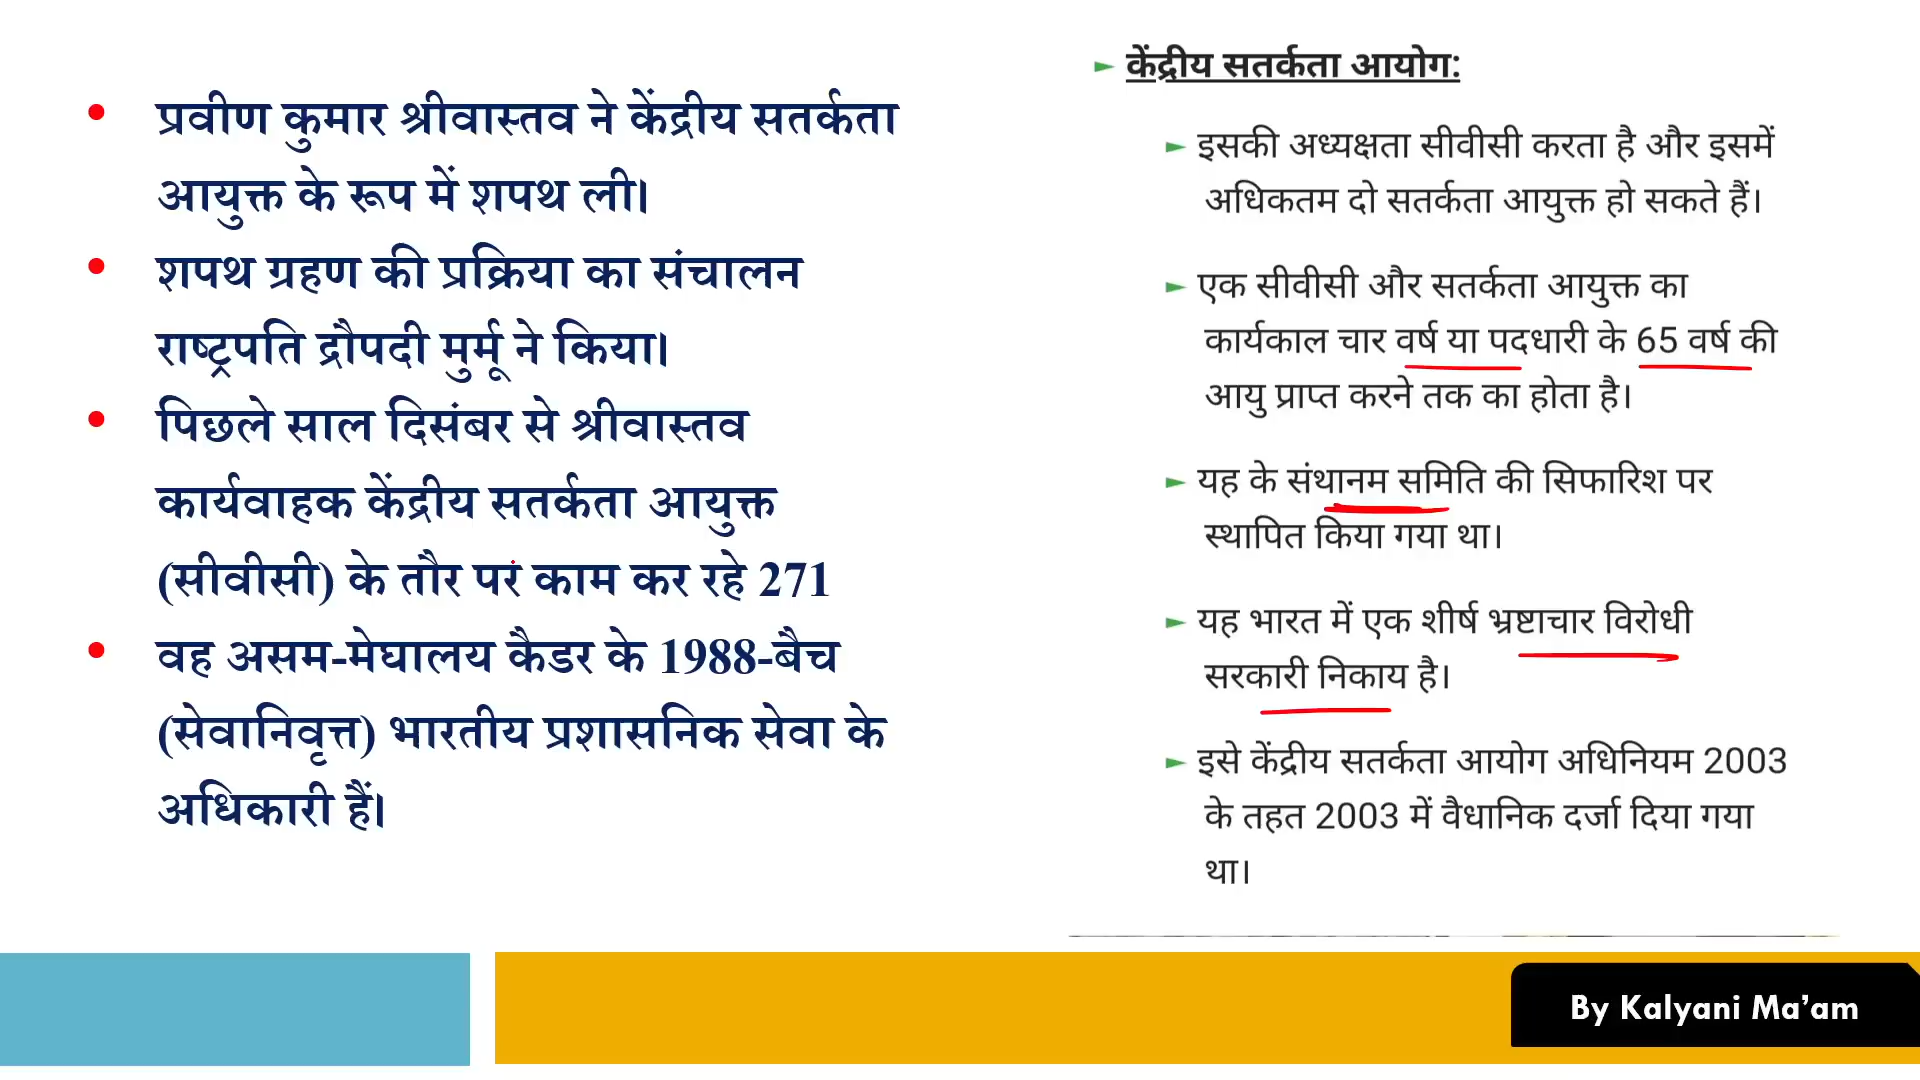 • प्रवीण कुमार श्रीवास्तव ने केंद्रीय सतर्कता
आयुक्त के रूप में शपथ ली।
• शपथ ग्रहण की प्रक्रिया का संचालन
राष्ट्रपति द्रौपदी मुर्मू ने किया।
• पिछले साल दिसंबर से श्रीवास्तव
कार्यवाहक केंद्रीय सतर्कता आयुक्त
(सीवीसी) के तौर पर काम कर रहे 271
• वह असम-मेघालय कैडर के 1988-बैच
(सेवानिवृत्त) भारतीय प्रशासनिक सेवा के
अधिकारी हैं।
► केंद्रीय सतर्कता आयोग:
► इसकी अध्यक्षता सीवीसी करता है और इसमें
अधिकतम दो सतर्कता आयुक्त हो सकते हैं।
► एक सीवीसी और सतर्कता आयुक्त का
कार्यकाल चार वर्ष या पदधारी के 65 वर्ष की
आयु प्राप्त करने तक का होता है।
► यह के संथानम समिति की सिफारिश पर
स्थापित किया गया था।
► यह भारत में एक शीर्ष भ्रष्टाचार विरोधी
सरकारी निकाय है।
► इसे केंद्रीय सतर्कता आयोग अधिनियम 2003
के तहत 2003 में वैधानिक दर्जा दिया गया
था।
By Kalyani Ma’am